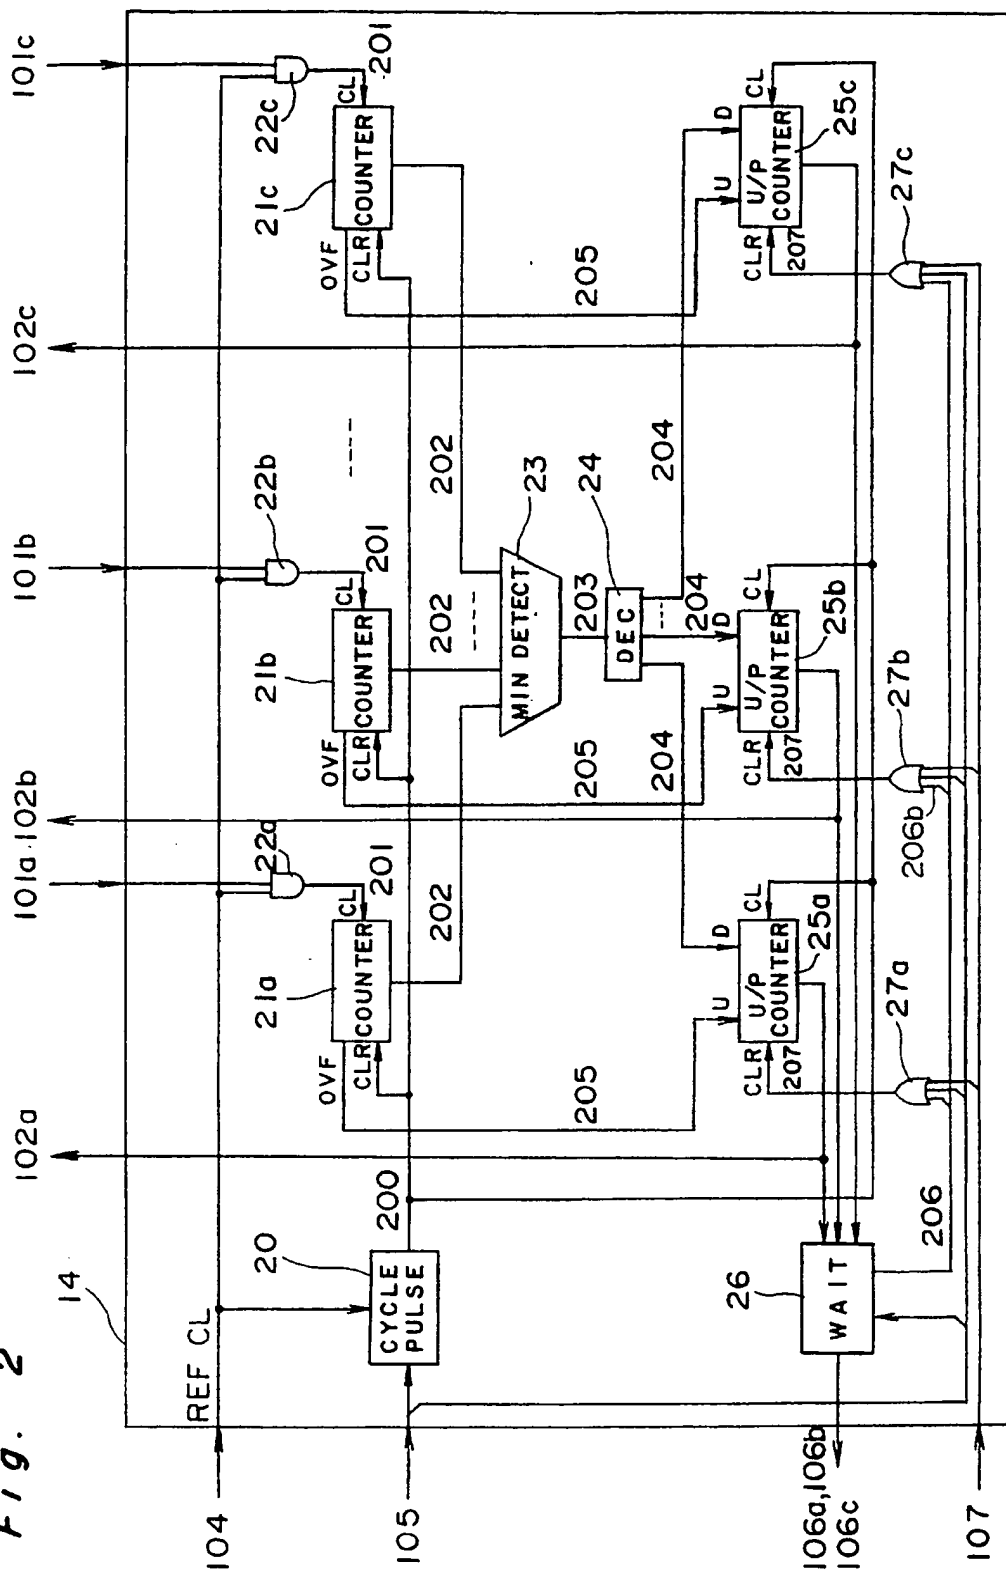 Fig. 2
14
101a
102a
101b
102b
101c
102c
104
REF CL
105
20
CYCLE
PULSE
200
22a
22b
22c
201
201
201
CL
CL
CL
21a
21b
21c
COUNTER
COUNTER
COUNTER
OVF
OVF
OVF
CLR
CLR
CLR
202
202
202
----
----
MIN DETECT
23
203
DEC
24
204
204
204
----
205
205
205
U
D
CL
U
D
CL
U
D
CL
U/P
COUNTER
25a
U/P
COUNTER
25b
U/P
COUNTER
25c
CLR
207
CLR
207
CLR
207
27a
27b
27c
206b
206
26
WAIT
106a,106b
106c
107